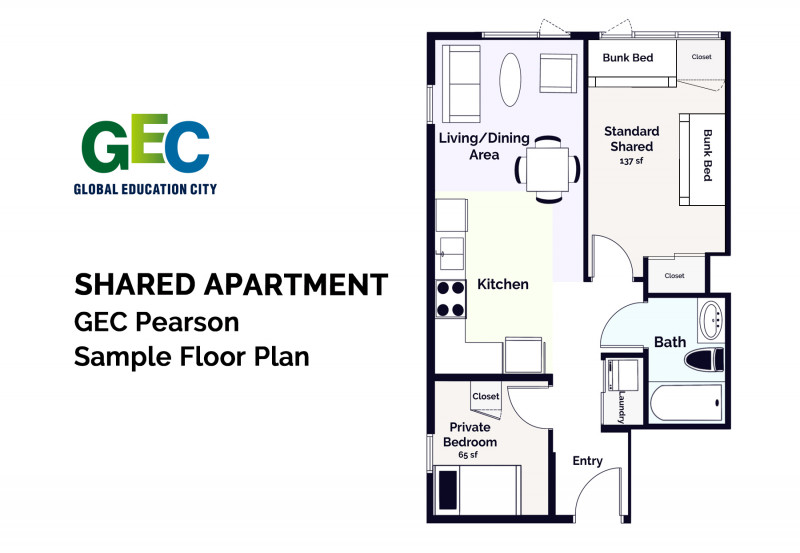 GEC
GLOBAL EDUCATION CITY
SHARED APARTMENT
GEC Pearson
Sample Floor Plan
Bunk Bed
Closet
Living/Dining
Area
Standard
Shared
137 sf
Bunk Bed
Kitchen
Closet
Bath
Closet
Laundry
Private
Bedroom
65 sf
Entry